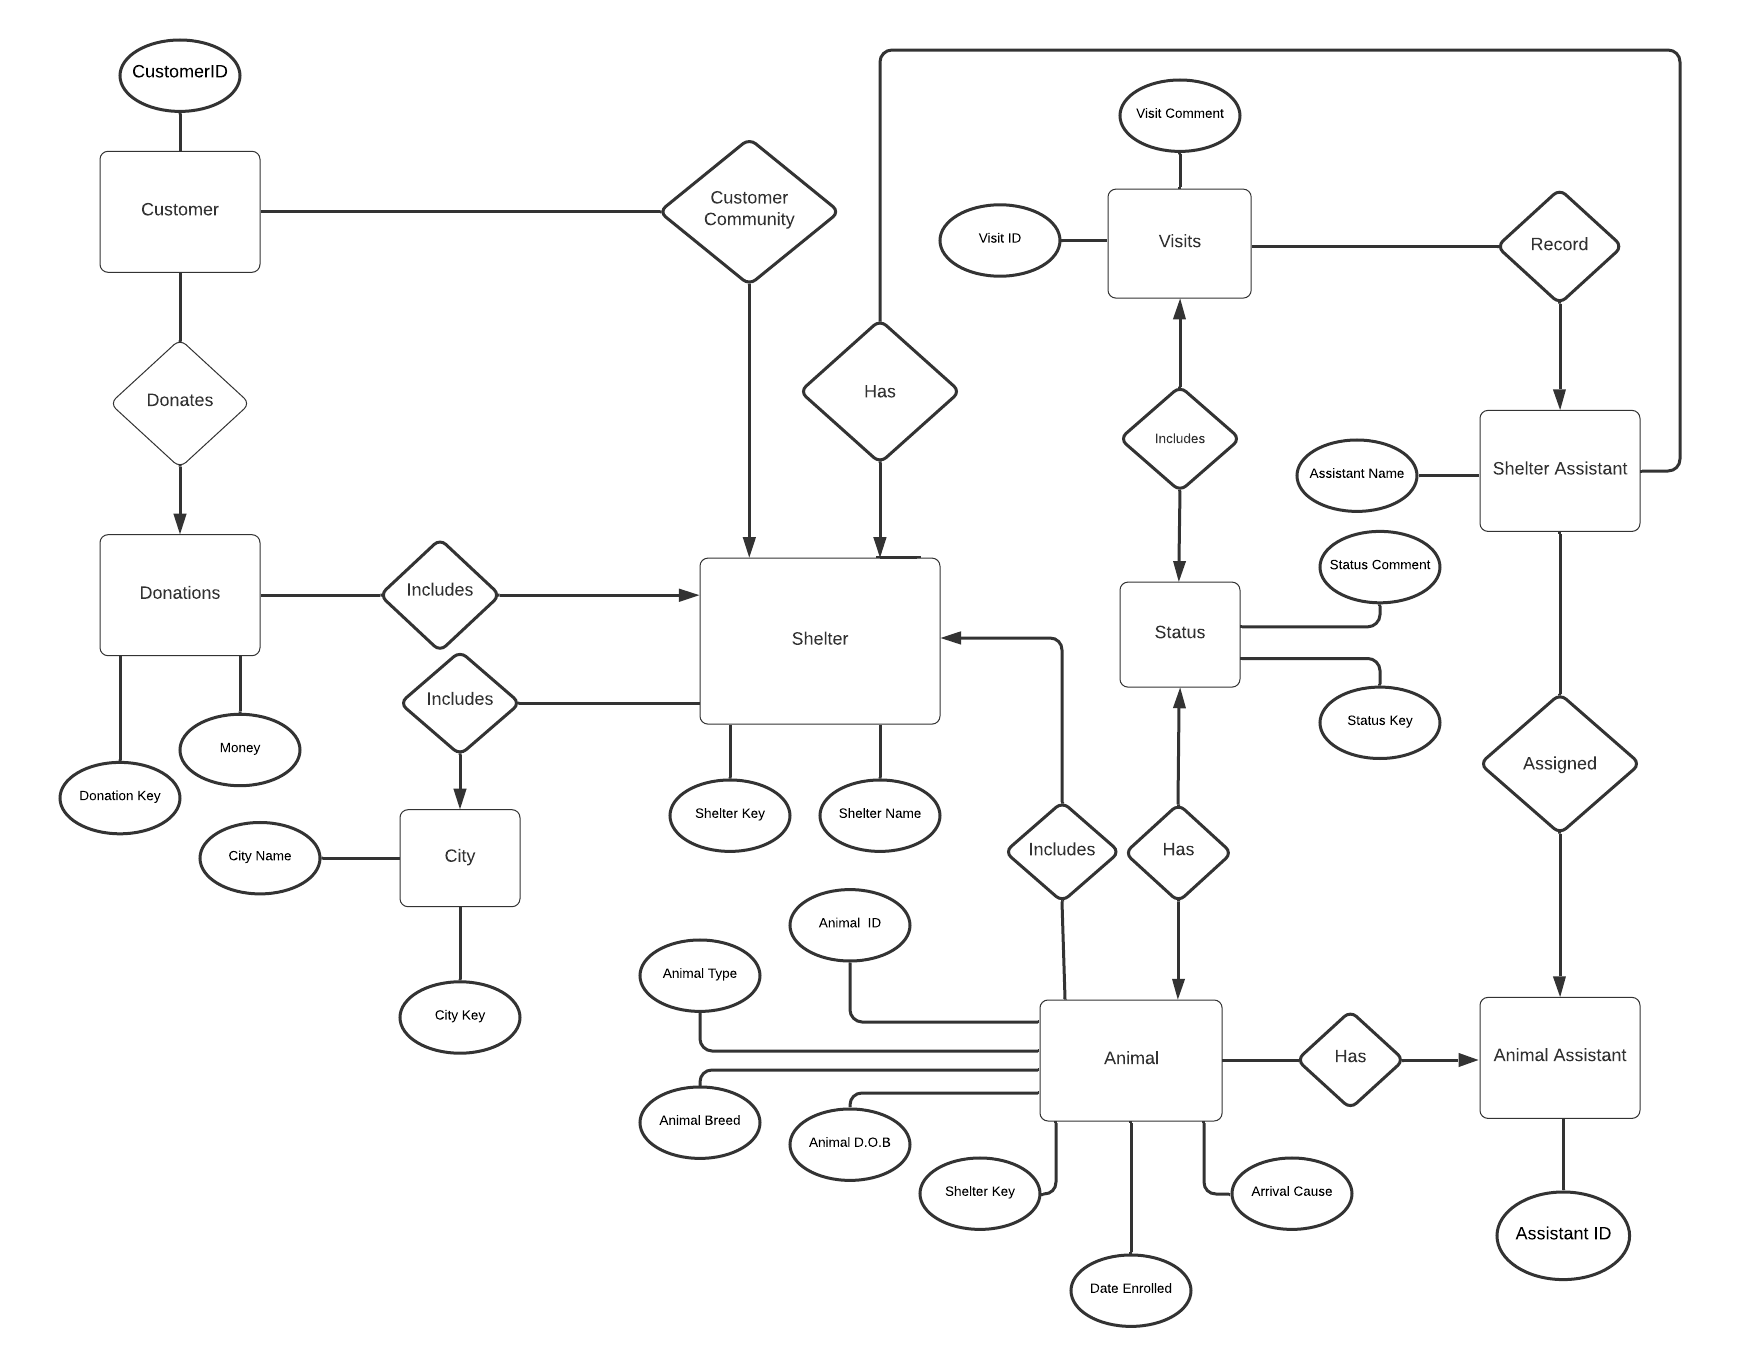 CustomerID
Visit Comment
Customer
Customer
Community
Visit ID
Visits
Record
Donates
Has
Includes
Assistant Name
Shelter Assistant
Status Comment
Donations
Includes
Shelter
Status
Includes
Status Key
Money
Donation Key
Shelter Key
Shelter Name
Assigned
City Name
City
Includes
Has
Animal  ID
Animal Type
City Key
Animal
Has
Animal Assistant
Animal Breed
Animal D.O.B
Shelter Key
Arrival Cause
Assistant ID
Date Enrolled